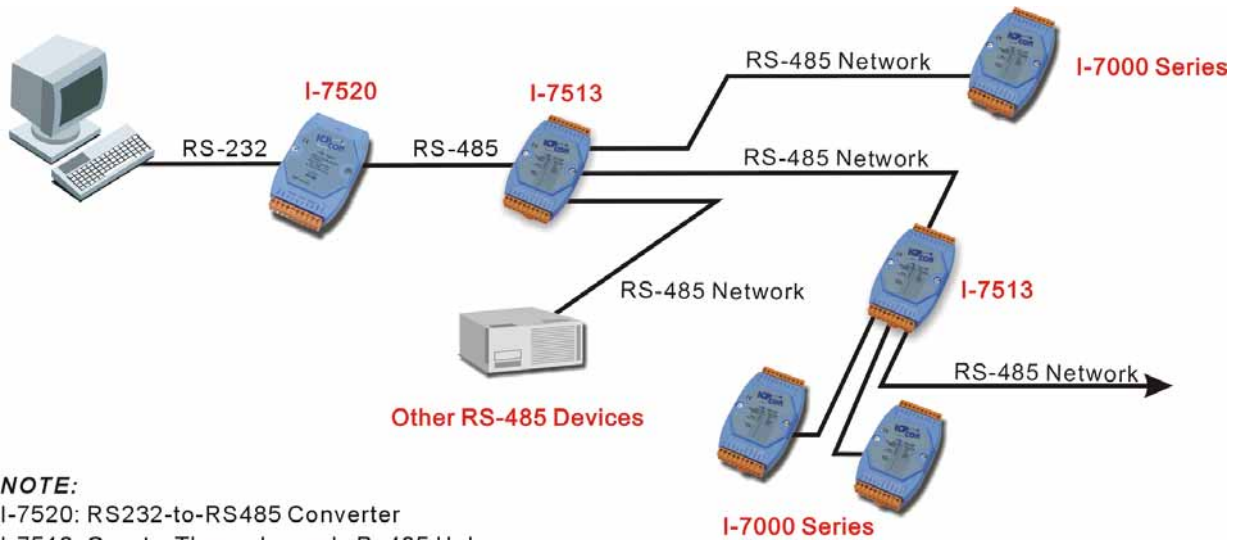 RS-485 Network
I-7000 Series
I-7520
I-7513
RS-232
RS-485
RS-485 Network
RS-485 Network
I-7513
RS-485 Network
Other RS-485 Devices
I-7000 Series
NOTE:
I-7520: RS232-to-RS485 Converter